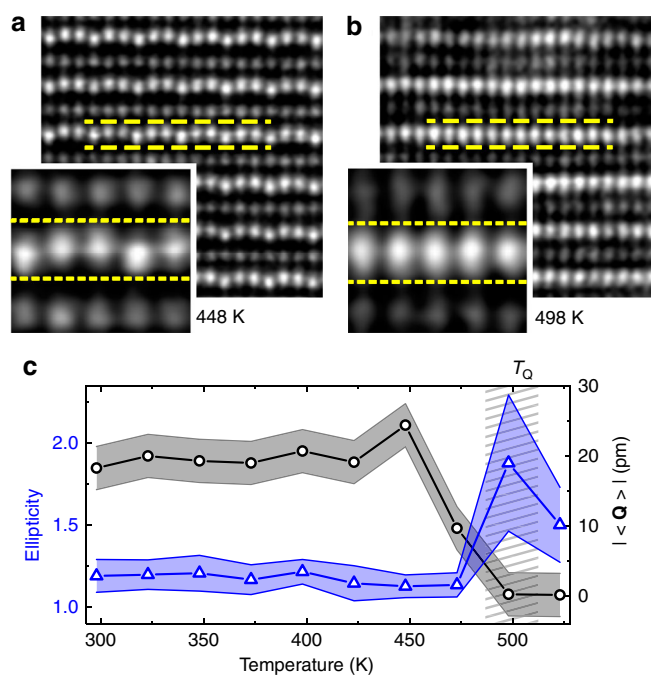 a
b
448 K
498 K
c
T_Q
30
2.0
20
Ellipticity
| < Q > | (pm)
1.5
10
1.0
0
300 350 400 450 500
Temperature (K)